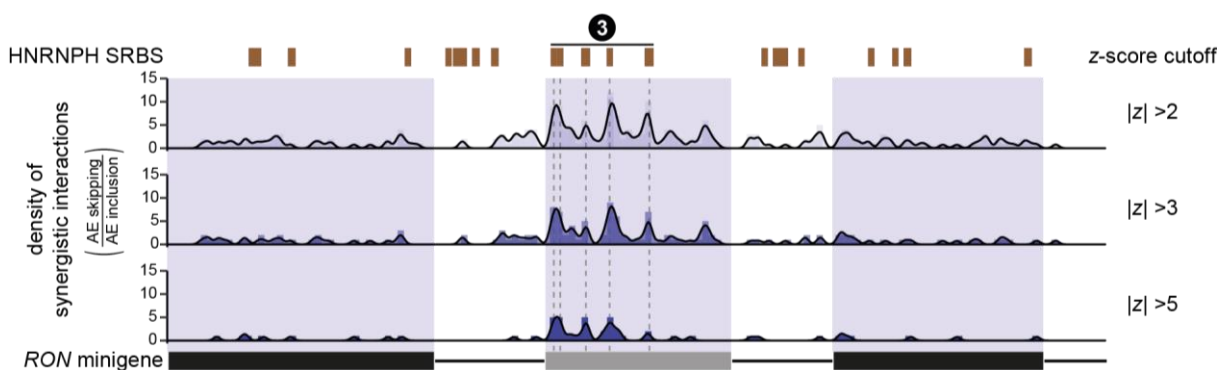 3
HNRNPH SRBS
z-score cutoff
15
10
5
0
|z| >2
15
10
5
0
|z| >3
15
10
5
0
|z| >5
density of
synergistic interactions
(AE skipping
AE inclusion)
RON minigene